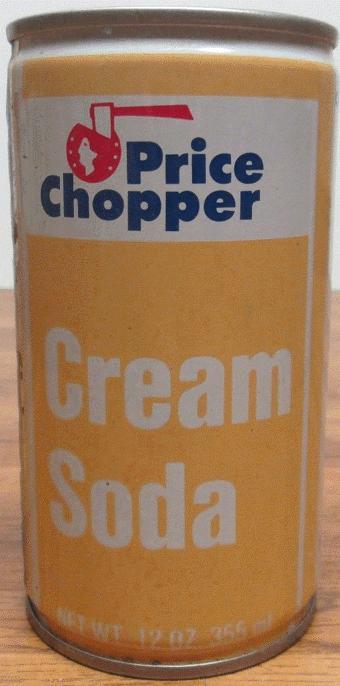 Price
Chopper
Cream
Soda
NET WT. 12 OZ. 355 ml